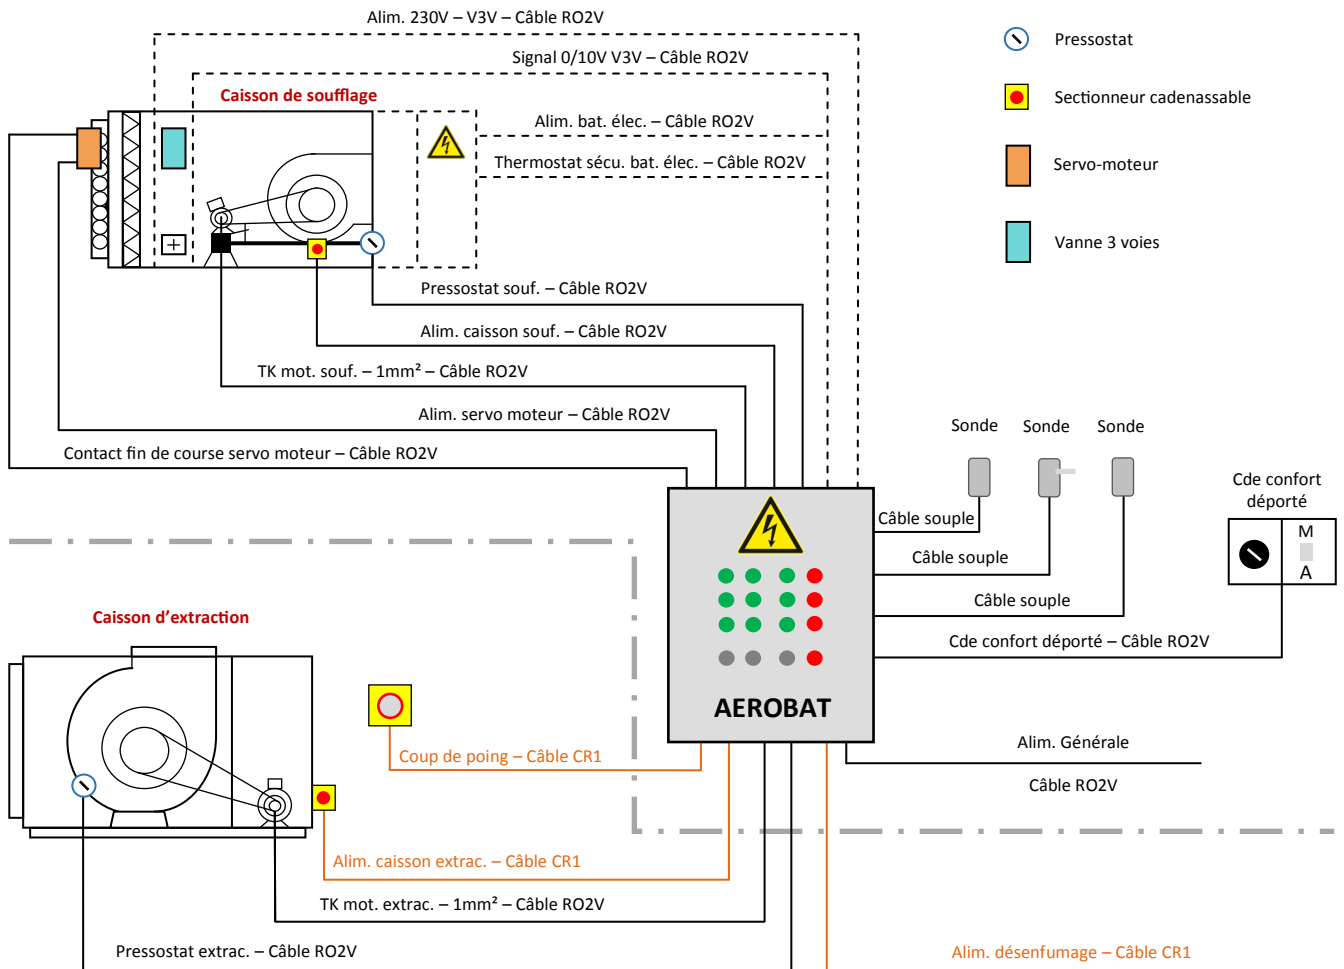 Alim. 230V – V3V – Câble RO2V
Signal 0/10V V3V – Câble RO2V
Pressostat
Sectionneur cadenassable
Servo-moteur
Vanne 3 voies
Caisson de soufflage
Alim. bat. élec. – Câble RO2V
Thermostat sécu. bat. élec. – Câble RO2V
Pressostat souf. – Câble RO2V
Alim. caisson souf. – Câble RO2V
TK mot. souf. – 1mm² – Câble RO2V
Alim. servo moteur – Câble RO2V
Contact fin de course servo moteur – Câble RO2V
Sonde Sonde Sonde
Cde confort
déporté
M
A
Câble souple
Câble souple
Câble souple
Cde confort déporté – Câble RO2V
AEROBAT
Alim. Générale
Câble RO2V
Caisson d'extraction
Coup de poing – Câble CR1
Alim. caisson extrac. – Câble CR1
TK mot. extrac. – 1mm² – Câble RO2V
Pressostat extrac. – Câble RO2V
Alim. désenfumage – Câble CR1